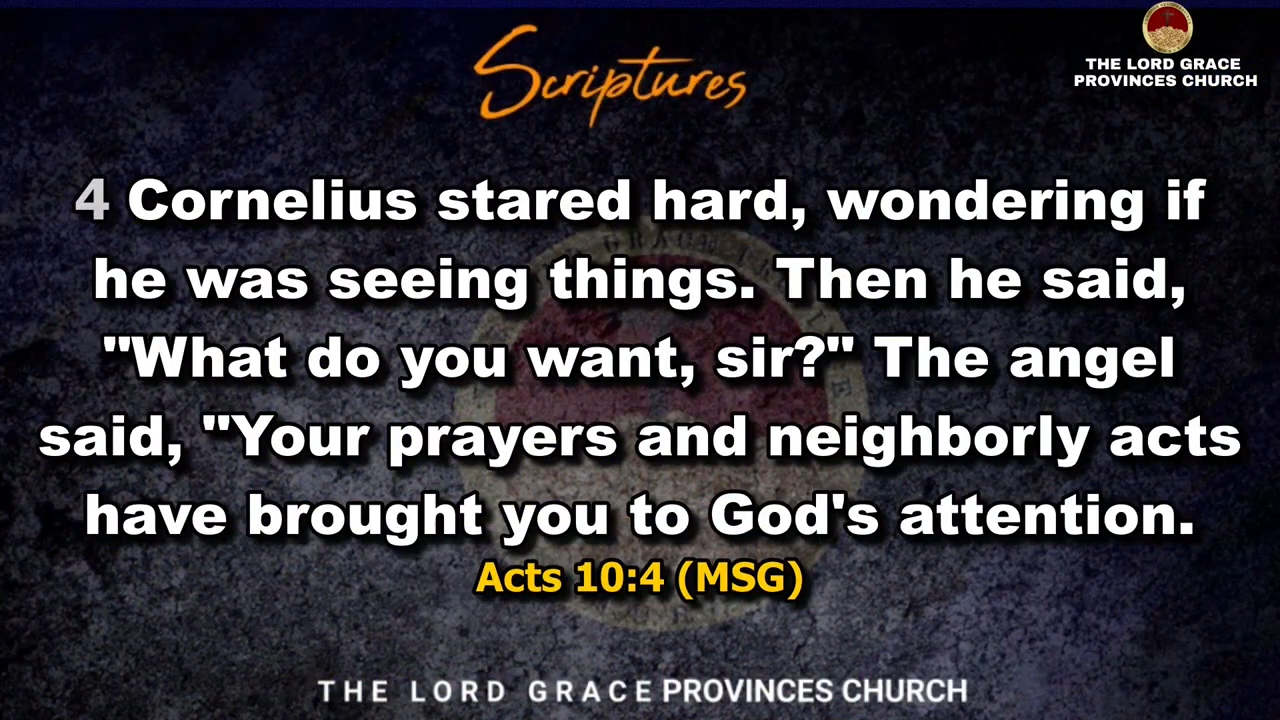 Scriptures
THE LORD GRACE
PROVINCES CHURCH
4 Cornelius stared hard, wondering if
he was seeing things. Then he said,
"What do you want, sir?" The angel
said, "Your prayers and neighborly acts
have brought you to God's attention.
Acts 10:4 (MSG)
THE LORD GRACE PROVINCES CHURCH